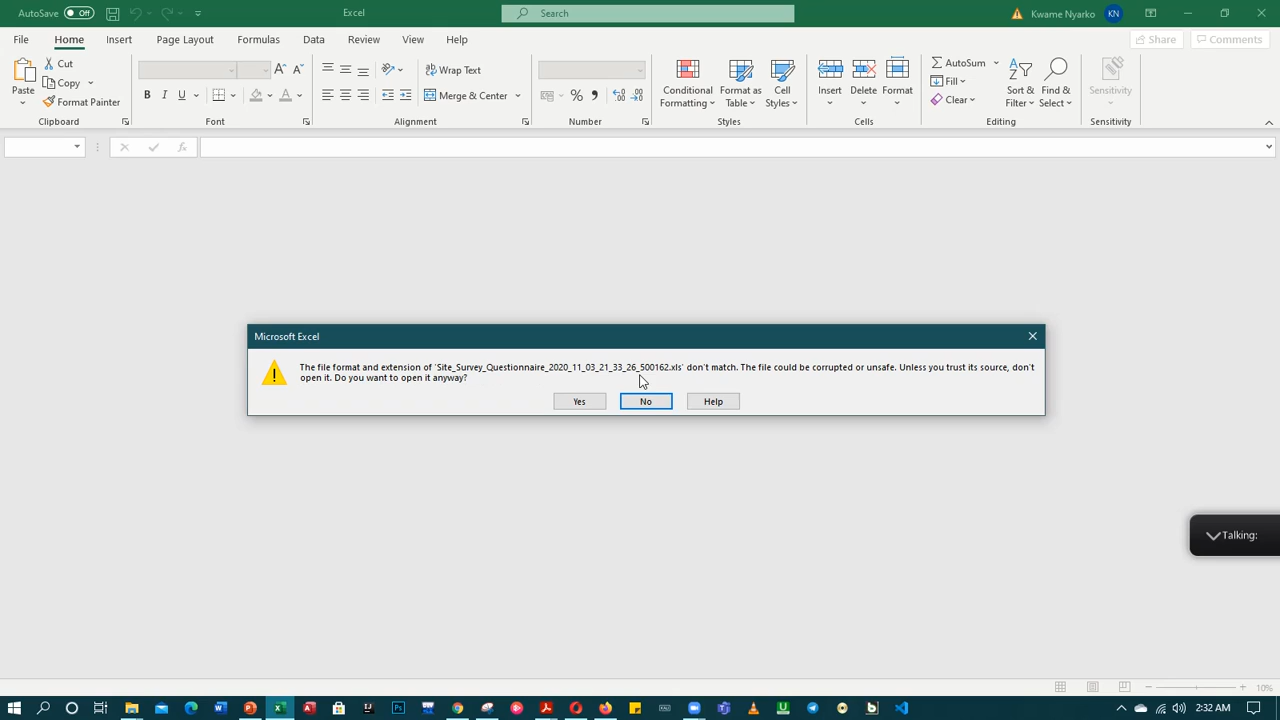 AutoSave Off Excel Search Kwame Nyarko KN
File Home Insert Page Layout Formulas Data Review View Help Share Comments
Paste
Cut
Copy
Format Painter
Clipboard
B I U
Font
Wrap Text
Merge & Center
Alignment
Number
Conditional Formatting
Format as Table
Cell Styles
Styles
Insert
Delete
Format
Cells
AutoSum
Fill
Clear
Sort & Filter
Find & Select
Editing
Sensitivity
Sensitivity
fx
Microsoft Excel
The file format and extension of 'Site_Survey_Questionnaire_2020_11_03_21_33_26_500162.xls' don't match. The file could be corrupted or unsafe. Unless you trust its source, don't
open it. Do you want to open it anyway?
Yes No Help
Talking:
10%
2:32 AM